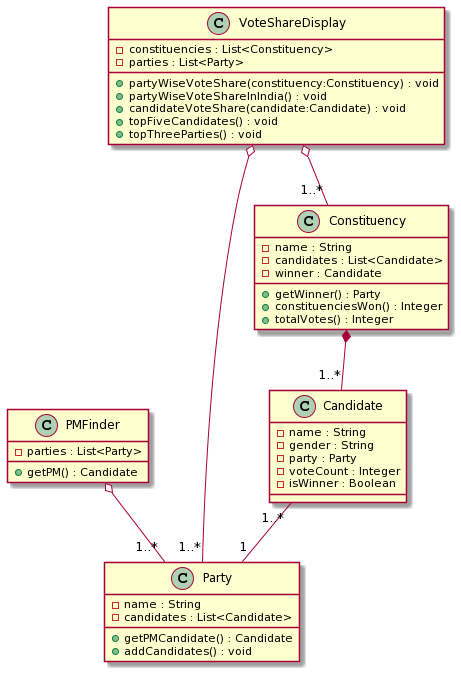 C VoteShareDisplay
constituencies : List<Constituency>
parties : List<Party>
partyWiseVoteShare(constituency:Constituency) : void
partyWiseVoteShareInIndia() : void
candidateVoteShare(candidate:Candidate) : void
topFiveCandidates() : void
topThreeParties() : void
1..*
C Constituency
name : String
candidates : List<Candidate>
winner : Candidate
getWinner() : Party
constituenciesWon() : Integer
totalVotes() : Integer
1..*
C Candidate
name : String
gender : String
party : Party
voteCount : Integer
isWinner : Boolean
C PMFinder
parties : List<Party>
getPM() : Candidate
1..*
1..* 1..* 1
C Party
name : String
candidates : List<Candidate>
getPMCandidate() : Candidate
addCandidates() : void